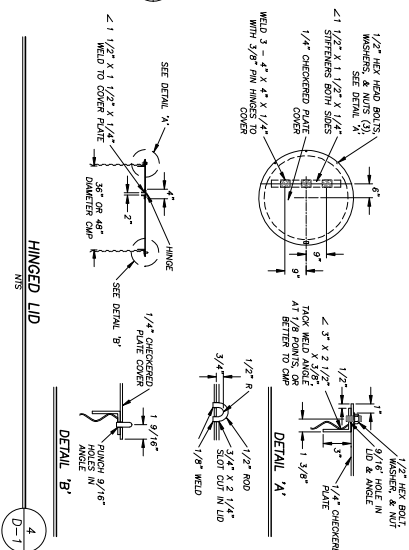 1/2" HEX HEAD BOLTS,
WASHERS, & NUTS (3)
SEE DETAIL 'A'
∠ 1 1/2" X 1 1/2" X 1/4"
STIFFENERS BOTH SIDES
1/4" CHECKERED PLATE
COVER
WELD 3 - 4" X 4" X 1/4"
WITH 3/8" PIN HINGES TO
COVER
6"
9"
9"
SEE DETAIL 'A'
∠ 1 1/2" X 1 1/2" X 1/4"
WELD TO COVER PLATE
4"
HINGE
2"
36" OR 48"
DIAMETER CMP
SEE DETAIL 'B'
HINGED LID
NTS
1/2" HEX BOLT,
WASHER, & NUT
9/16" HOLE IN
LID & ANGLE
1/4" CHECKERED
PLATE
1"
1/2"
∠ 3" X 2 1/2"
X 3/8"
TACK WELD ANGLE
AT 1/8 POINTS, OR
BETTER TO CMP
3"
1 3/8"
DETAIL 'A'
1/2" R
1/2" ROD
3/4" X 2 1/4"
SLOT CUT IN LID
1/8" WELD
3/4"
1/4" CHECKERED
PLATE COVER
1 9/16"
PUNCH 9/16"
HOLES IN
ANGLE
DETAIL 'B'
4
D-1